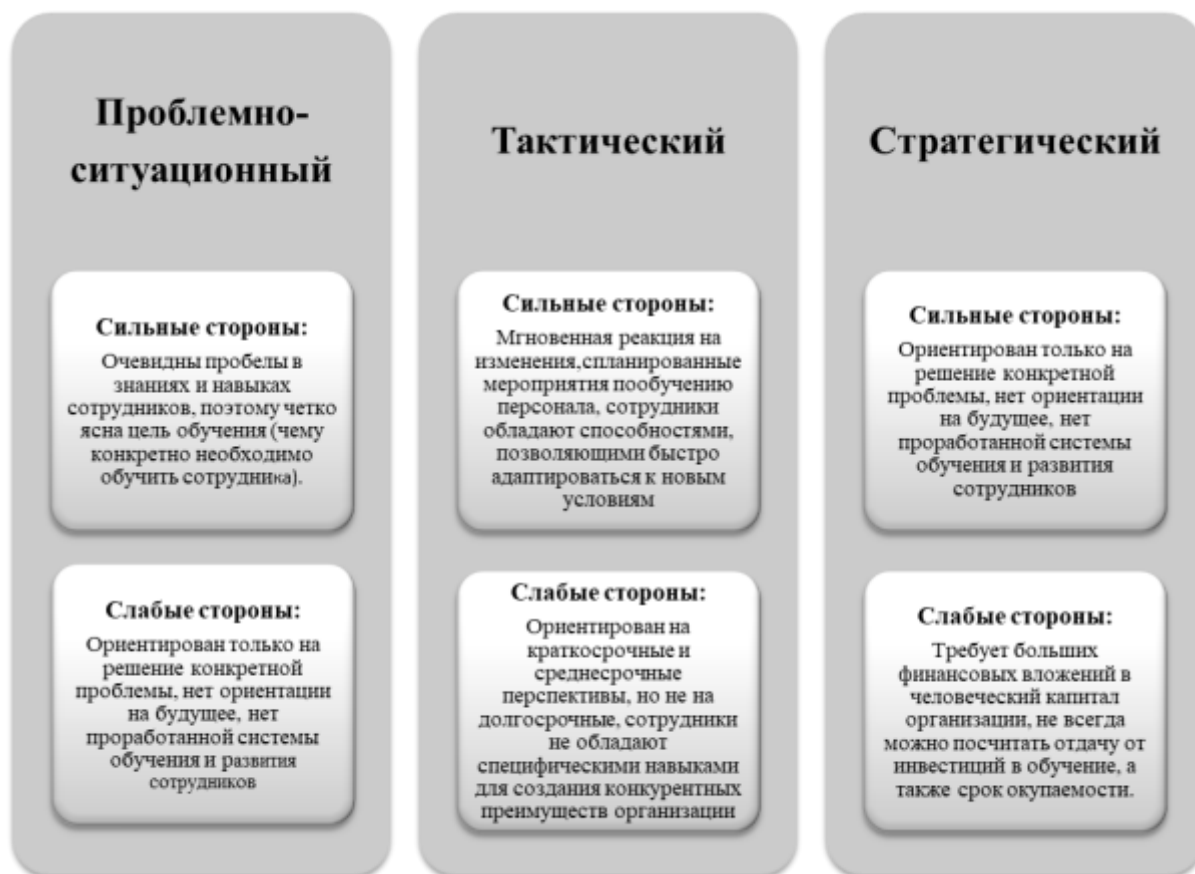 Проблемно-
ситуационный
Сильные стороны:
Очевидны пробелы в
знаниях и навыках
сотрудников, поэтому четко
ясна цель обучения (чему
конкретно необходимо
обучить сотрудника).
Слабые стороны:
Ориентирован только на
решение конкретной
проблемы, нет ориентации
на будущее, нет
проработанной системы
обучения и развития
сотрудников
Тактический
Сильные стороны:
Мгновенная реакция на
изменения,спланированные
мероприятия пообучению
персонала, сотрудники
обладают способностями,
позволяющими быстро
адаптироваться к новым
условиям
Слабые стороны:
Ориентирован на
краткосрочные и
среднесрочные
перспективы, но не на
долгосрочные, сотрудники
не обладают
специфическими навыками
для создания конкурентных
преимуществ организации
Стратегический
Сильные стороны:
Ориентирован только на
решение конкретной
проблемы, нет ориентации
на будущее, нет
проработанной системы
обучения и развития
сотрудников
Слабые стороны:
Требует больших
финансовых вложений в
человеческий капитал
организации, не всегда
можно посчитать отдачу от
инвестиций в обучение, а
также срок окупаемости.